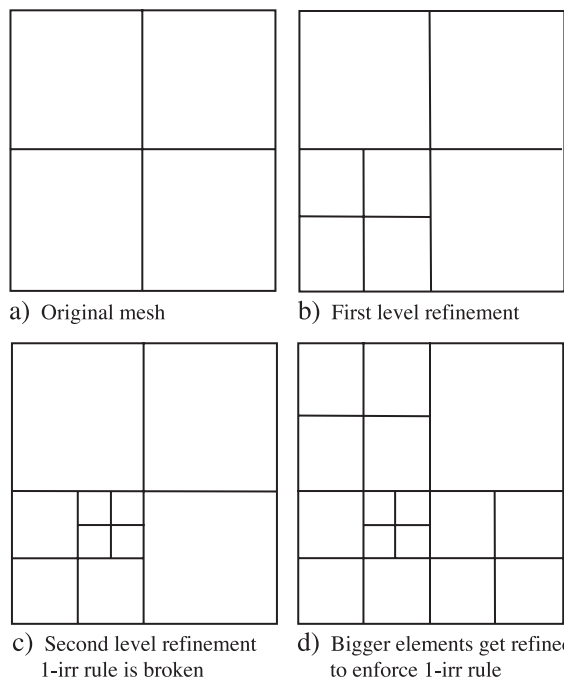 a) Original mesh
b) First level refinement
c) Second level refinement
1-irr rule is broken
d) Bigger elements get refine
to enforce 1-irr rule